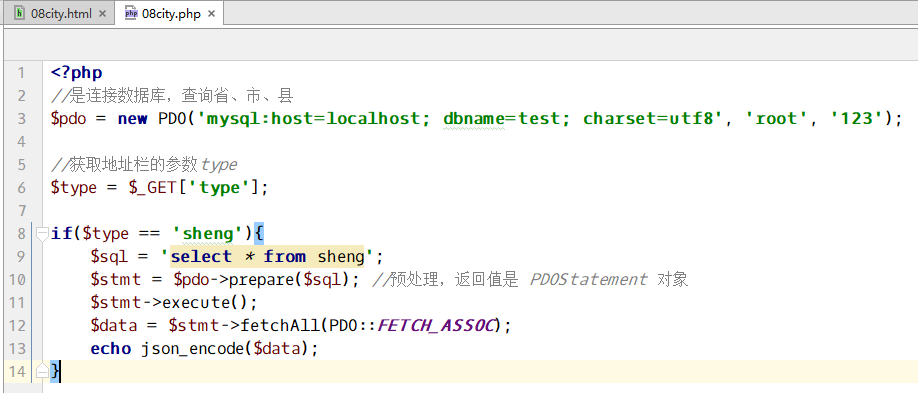 08city.html × 08city.php ×
1 <?php
2 //是连接数据库，查询省、市、县
3 $pdo = new PDO('mysql:host=localhost; dbname=test; charset=utf8', 'root', '123');
4
5 //获取地址栏的参数type
6 $type = $_GET['type'];
7
8 if($type == 'sheng'){
9 $sql = 'select * from sheng';
10 $stmt = $pdo->prepare($sql); //预处理，返回值是 PDOStatement 对象
11 $stmt->execute();
12 $data = $stmt->fetchAll(PDO::FETCH_ASSOC);
13 echo json_encode($data);
14 }